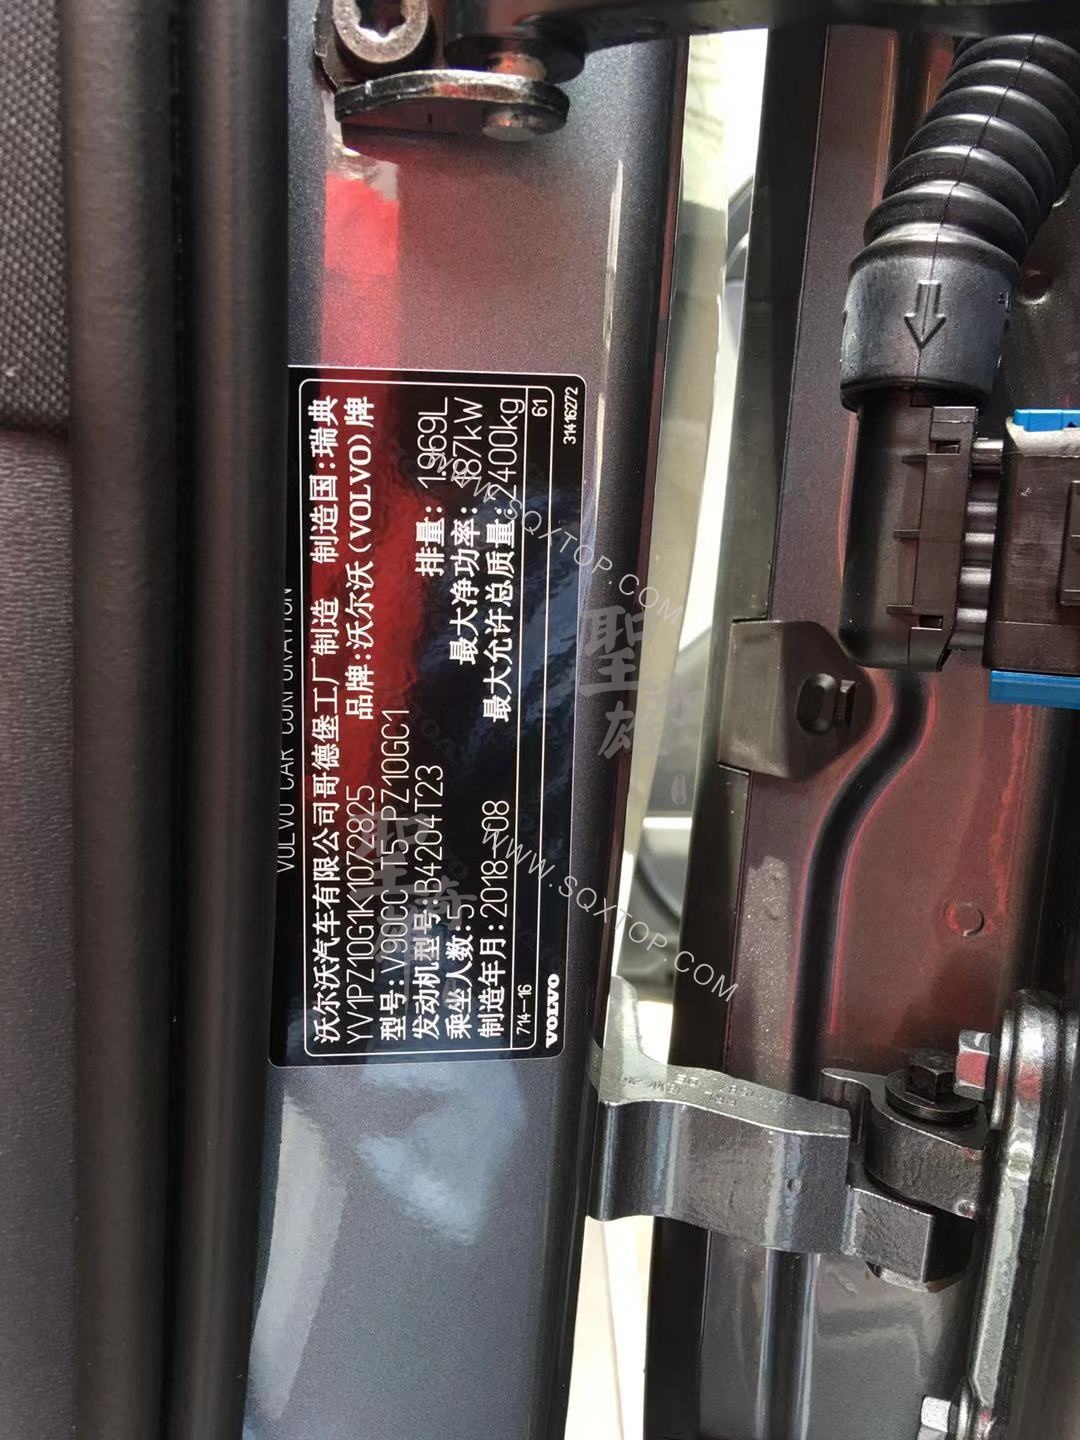 VOLVO CAR CORPORATION
沃尔沃汽车有限公司哥德堡工厂制造 制造国:瑞典
YV1PZ10G1K1072825 品牌:沃尔沃(VOLVO)牌
型号:V90CC T5 PZ10GC1
发动机型号:B4204T23 排量: 1.969L
乘坐人数:5 最大净功率: 187kW
制造年月:2018-08 最大允许总质量:2400kg
714-16 61
VOLVO 31416272
WWW.SQXTOP.COM
WWW.SQXTOP.COM